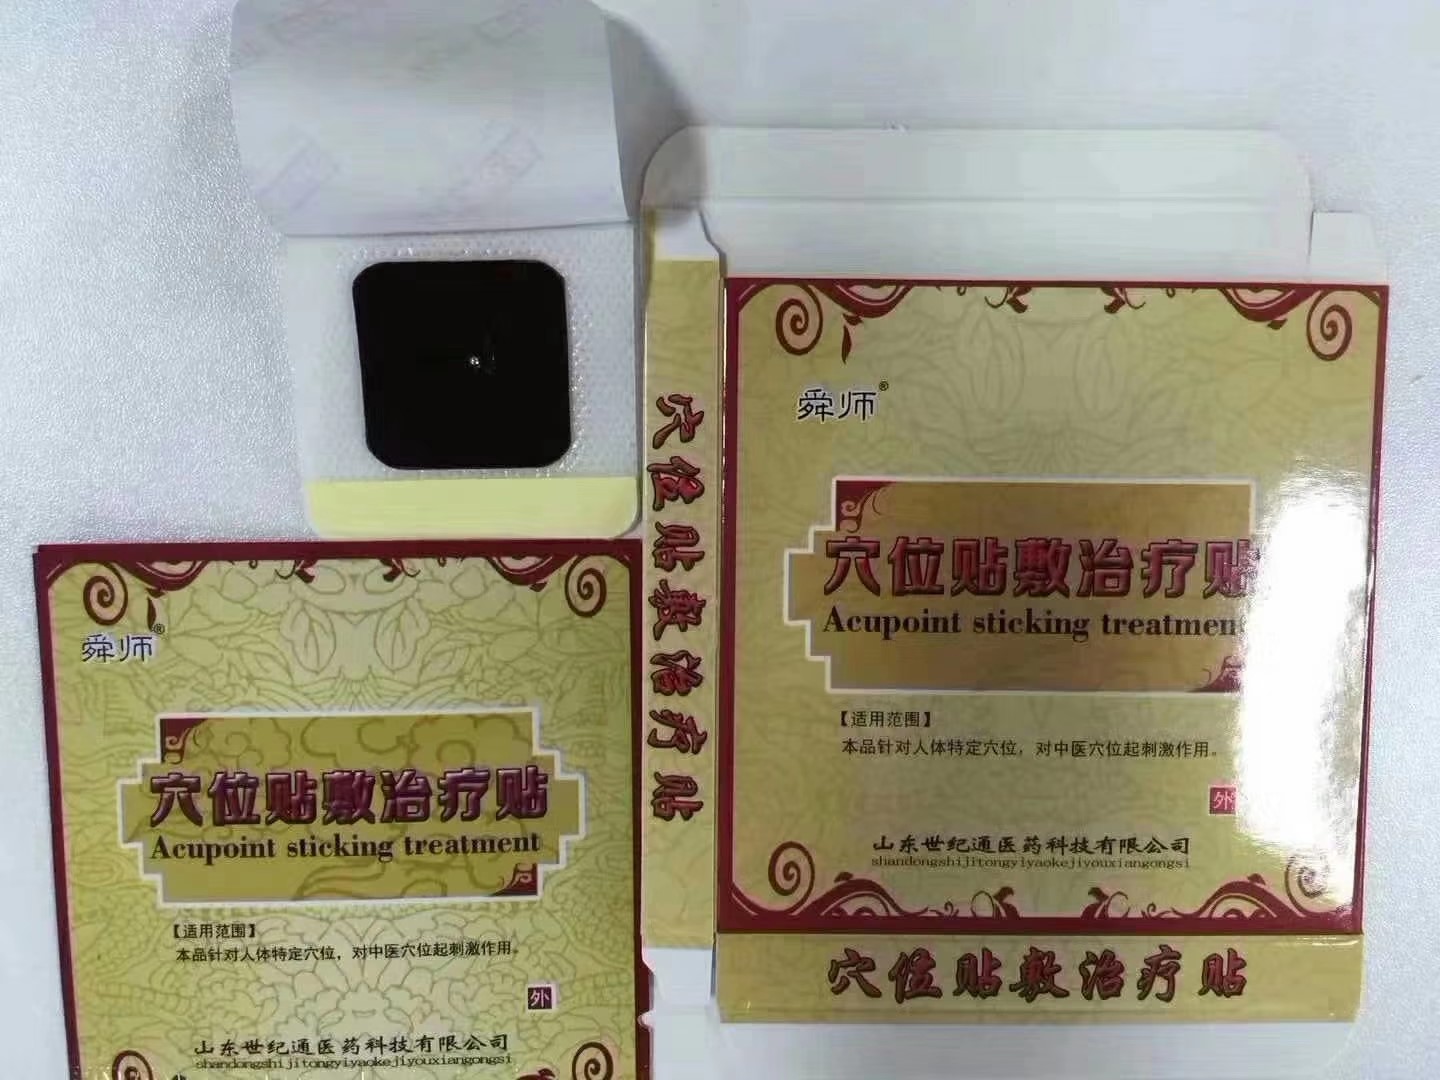 舜师®
穴位贴敷治疗贴
Acupoint sticking treatmen
【适用范围】
本品针对人体特定穴位，对中医穴位起刺激作用。
外
山东世纪通医药科技有限公司
shandongshijitongyiyaokejiyouxiangongsi
穴位贴敷治疗贴
穴位贴敷治疗贴
舜师®
穴位贴敷治疗贴
Acupoint sticking treatment
【适用范围】
本品针对人体特定穴位，对中医穴位起刺激作用。
外
山东世纪通医药科技有限公司
shandongshijitongyiyaokejiyouxiangongsi